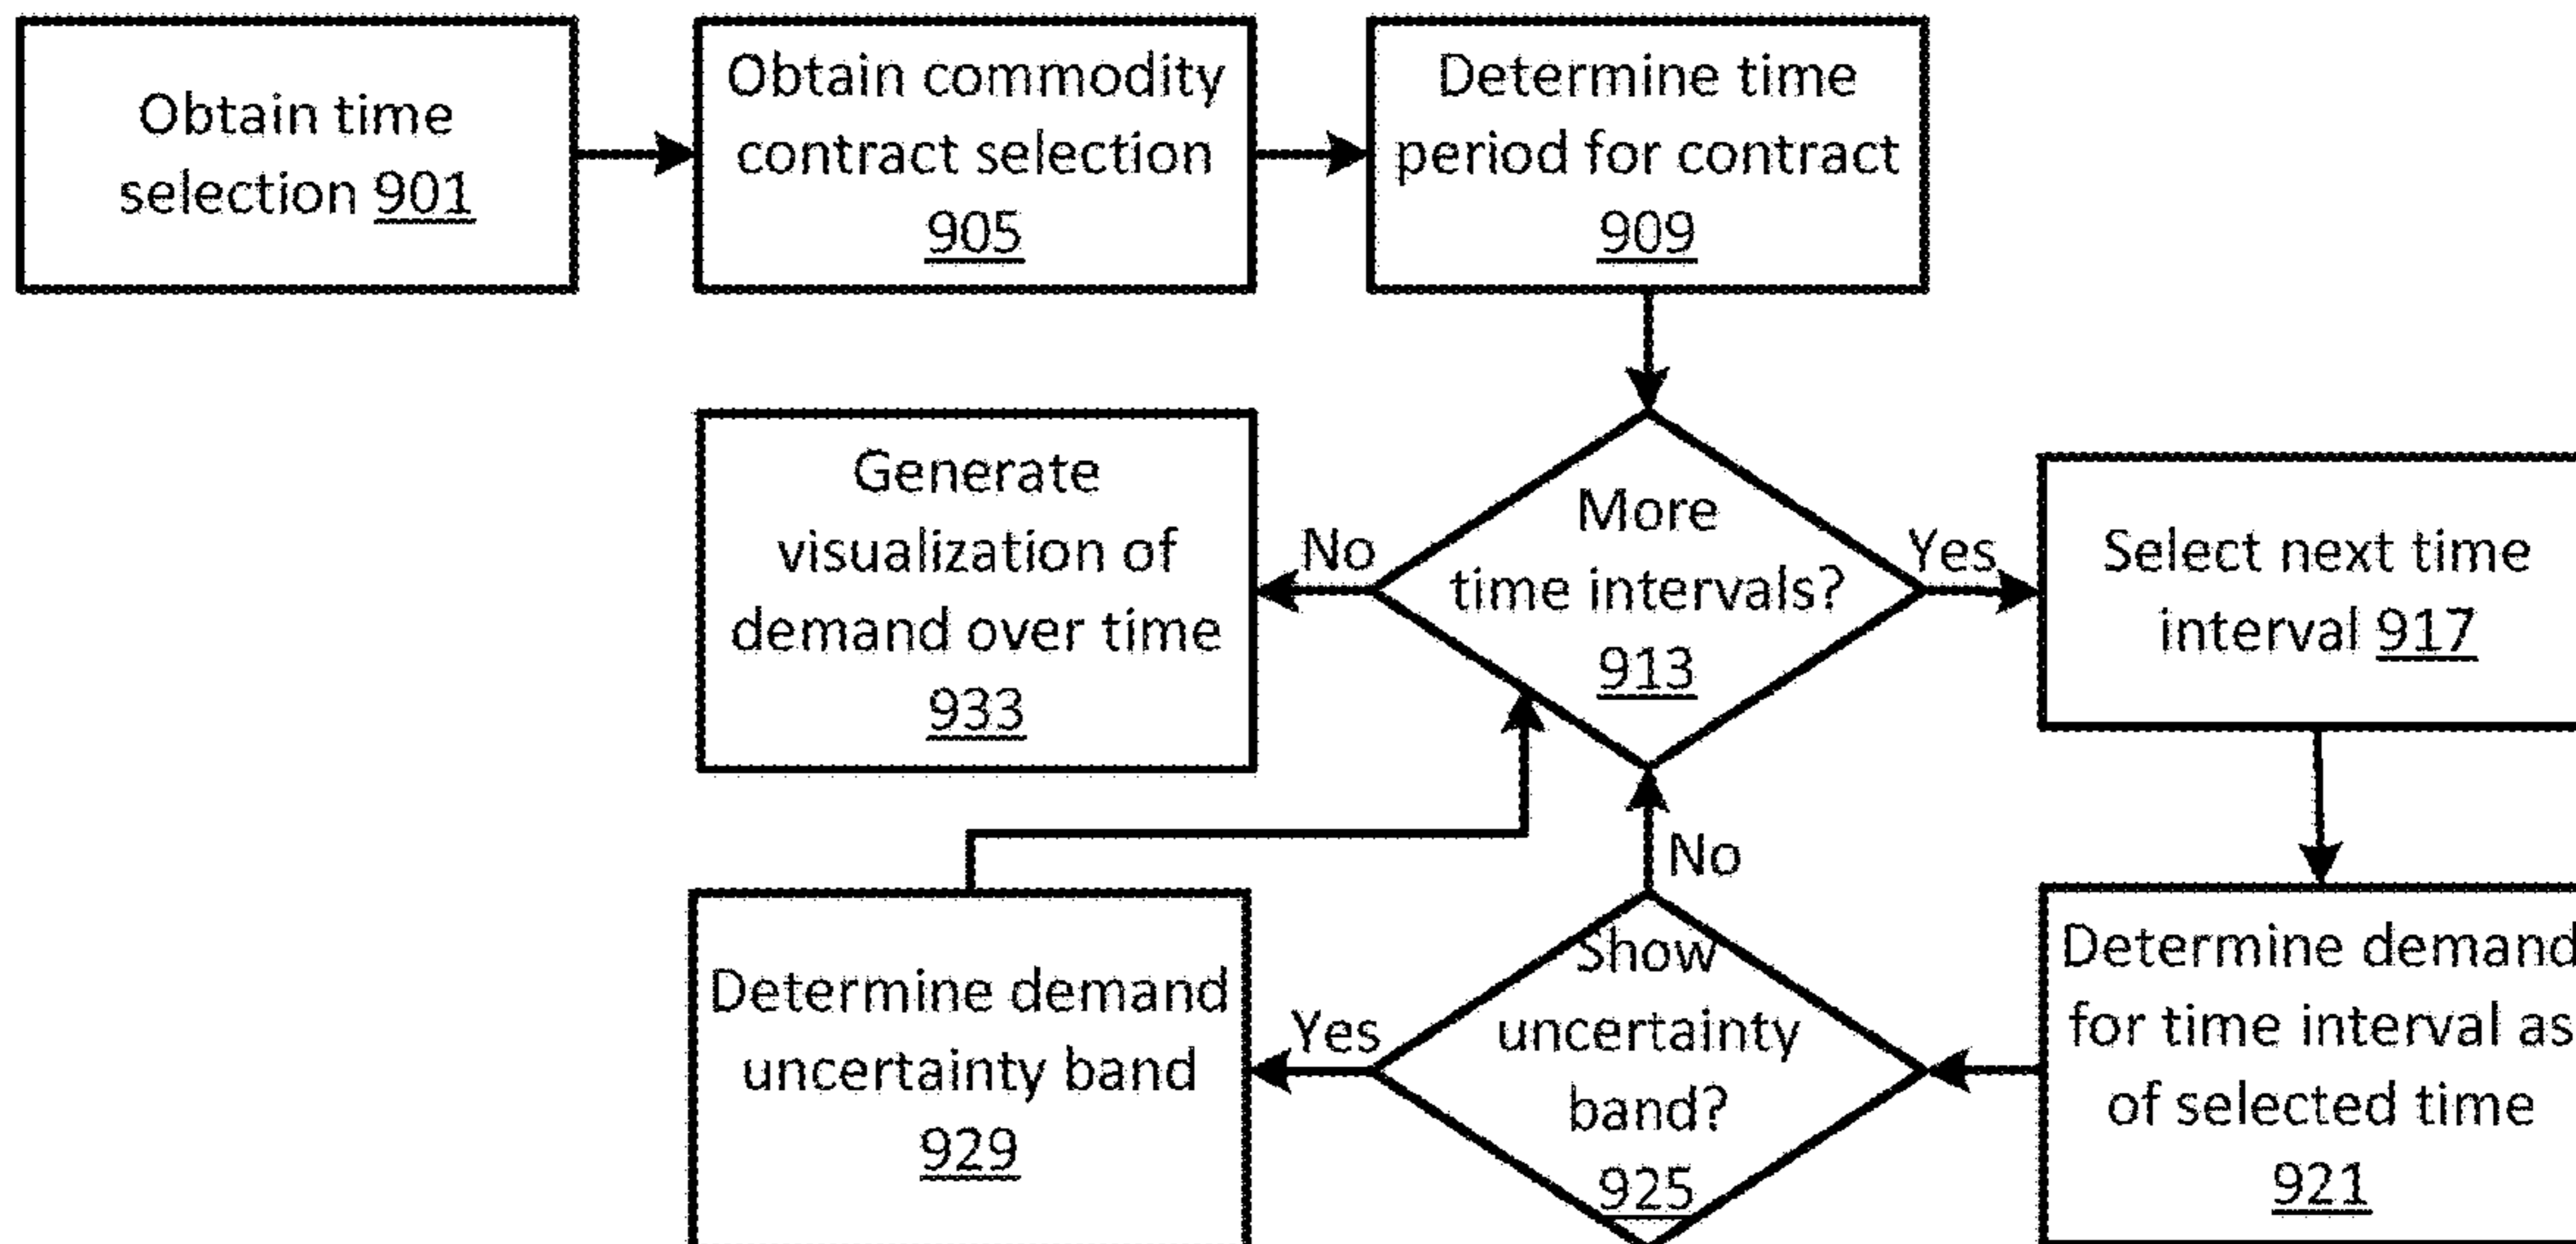 Obtain time
selection 901
Obtain commodity
contract selection
905
Determine time
period for contract
909
More
time intervals?
913
Yes
Select next time
interval 917
Determine demand
for time interval as
of selected time
921
Show
uncertainty
band?
925
No
Yes
Determine demand
uncertainty band
929
No
Generate
visualization of
demand over time
933